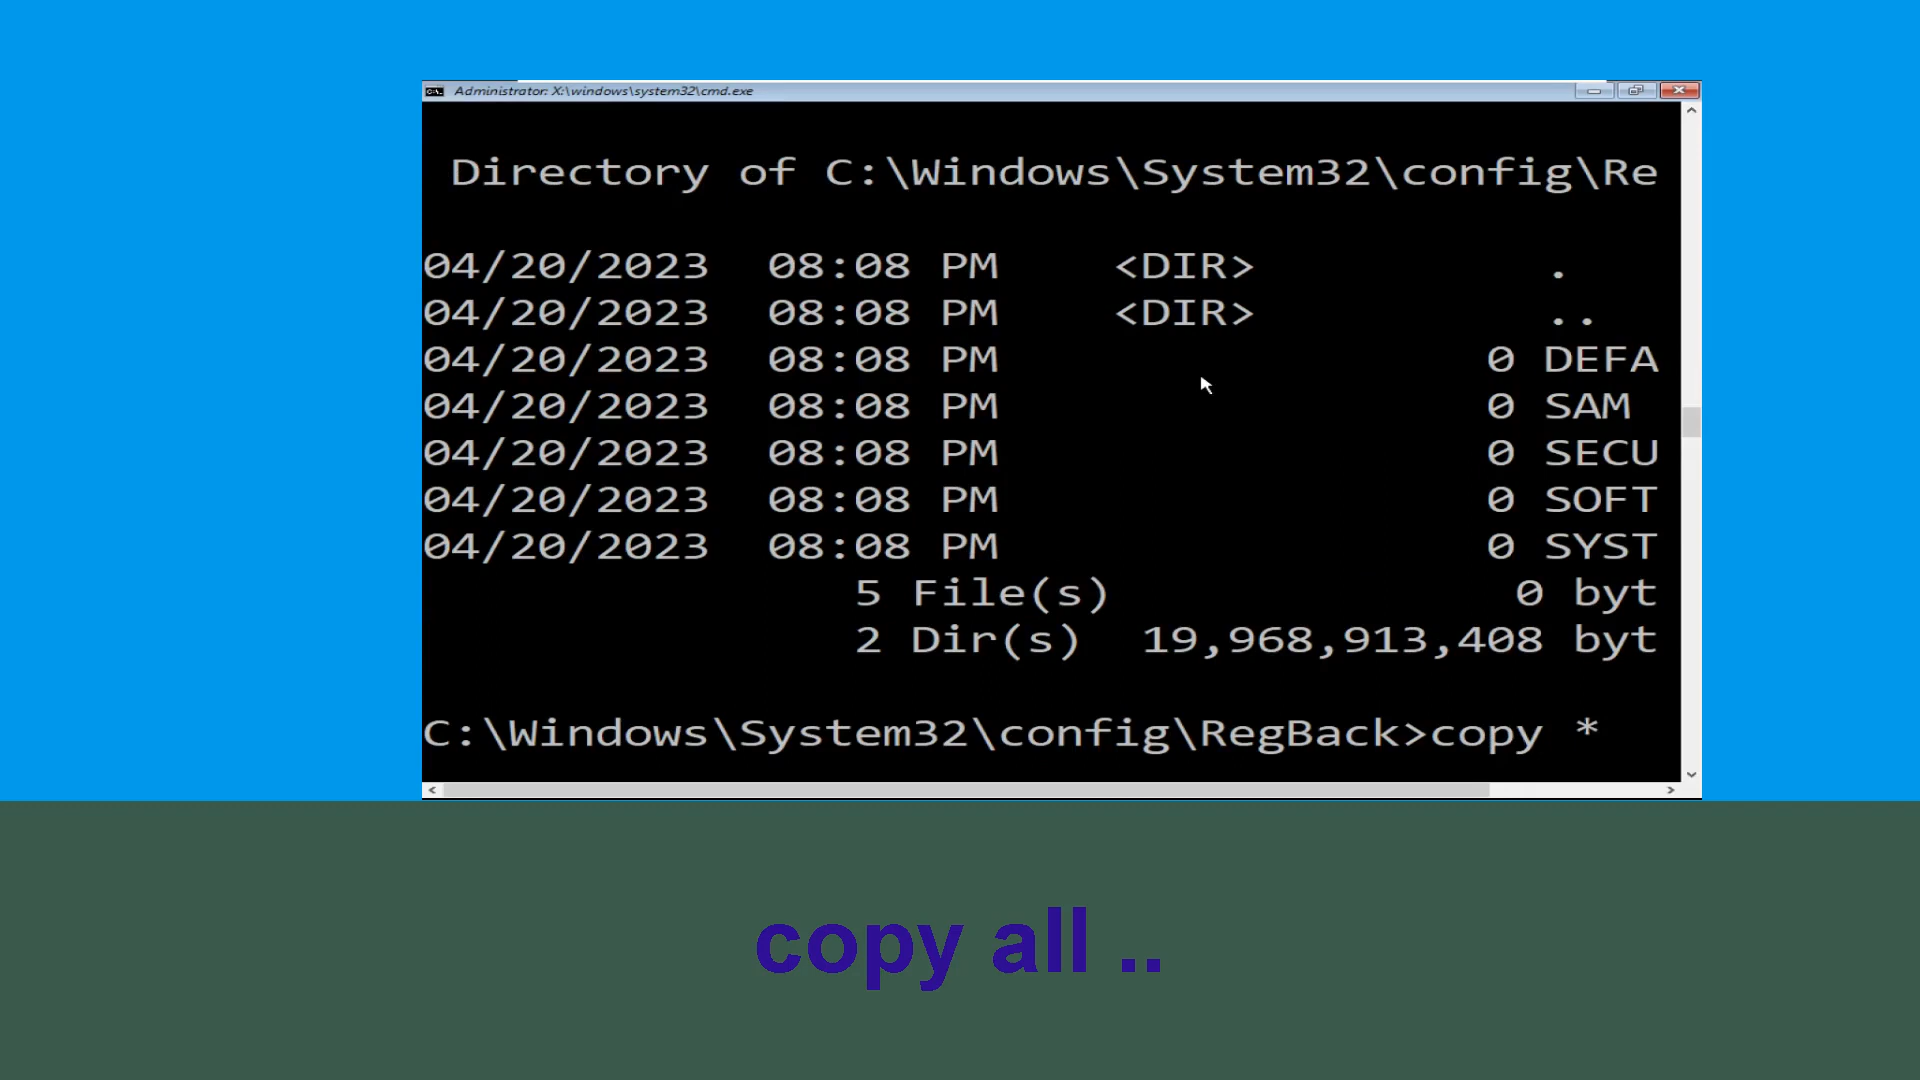 Administrator: X:\windows\system32\cmd.exe
Directory of C:\Windows\System32\config\Re
04/20/2023 08:08 PM <DIR> .
04/20/2023 08:08 PM <DIR> ..
04/20/2023 08:08 PM 0 DEFA
04/20/2023 08:08 PM 0 SAM
04/20/2023 08:08 PM 0 SECU
04/20/2023 08:08 PM 0 SOFT
04/20/2023 08:08 PM 0 SYST
5 File(s) 0 byt
2 Dir(s) 19,968,913,408 byt
C:\Windows\System32\config\RegBack>copy *
copy all ..